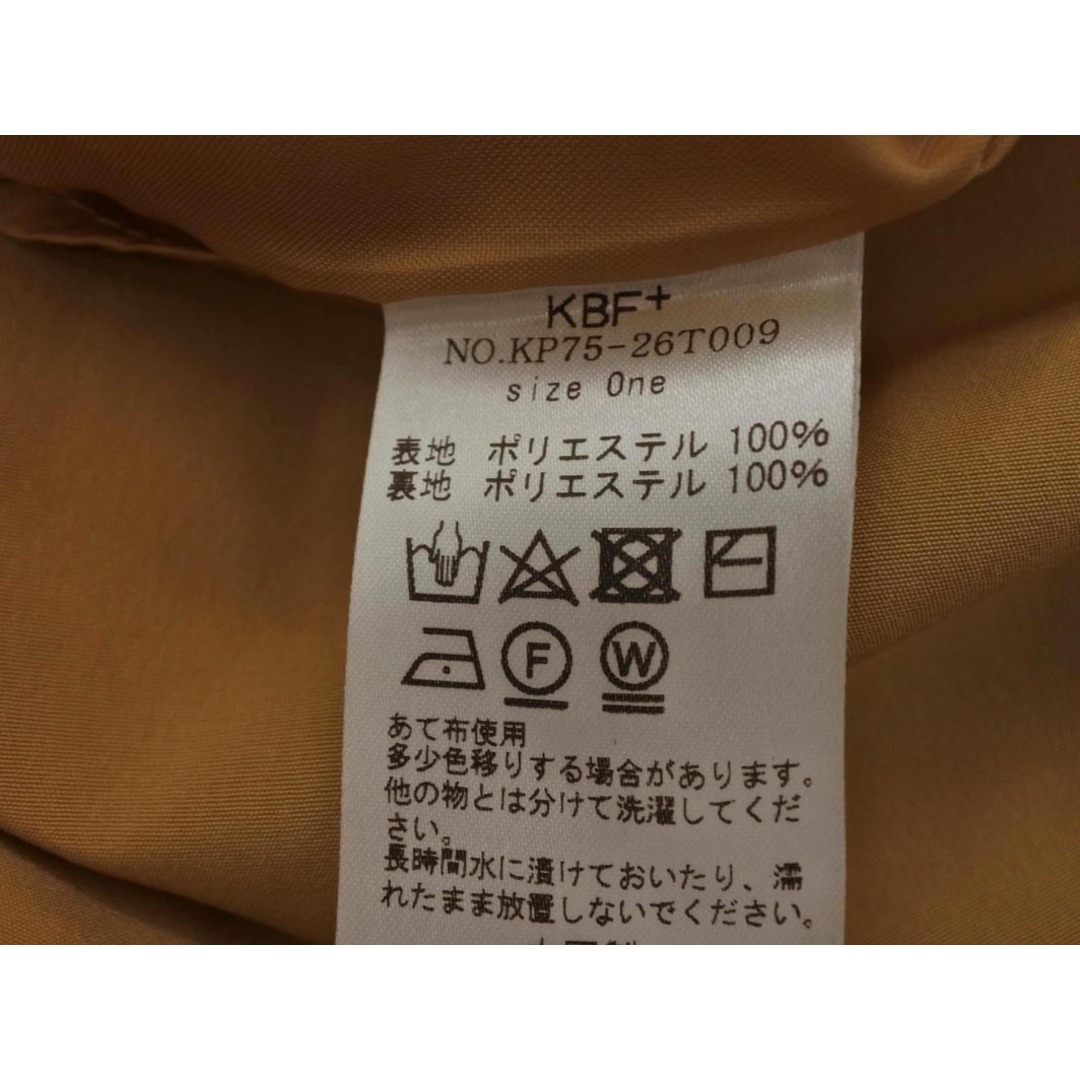 KBF+
NO.KP75-26T009
size One
表地 ポリエステル 100%
裏地 ポリエステル 100%
F W
あて布使用
多少色移りする場合があります。
他の物とは分けて洗濯してくだ
さい。
長時間水に漬けておいたり、濡
れたまま放置しないでください。